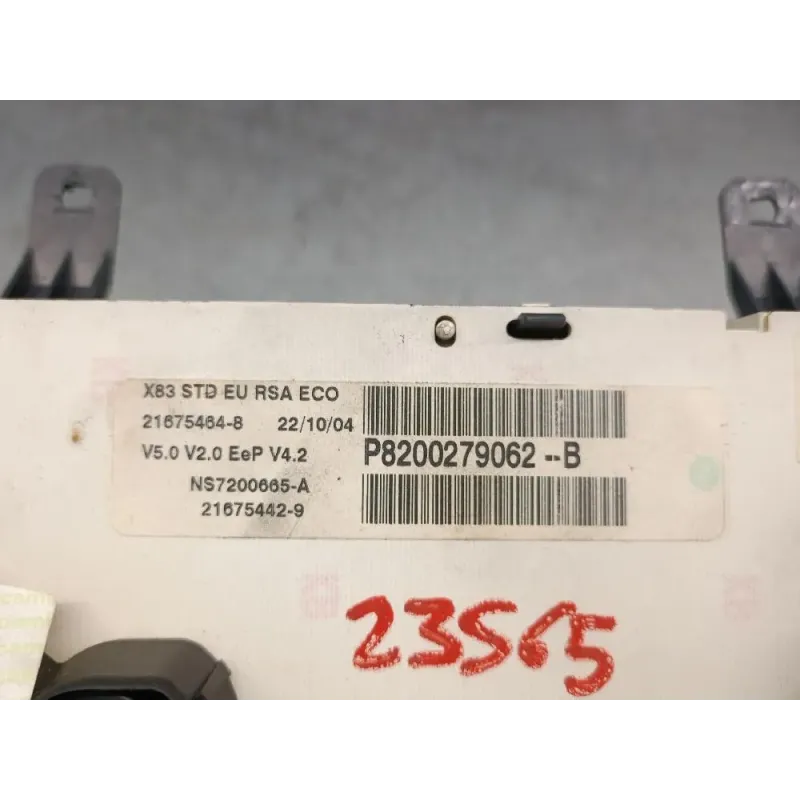 X83 STD EU RSA ECO
21675464-8 22/10/04
V5.0 V2.0 EeP V4.2
P8200279062 --B
NS7200665-A
21675442-9
23565